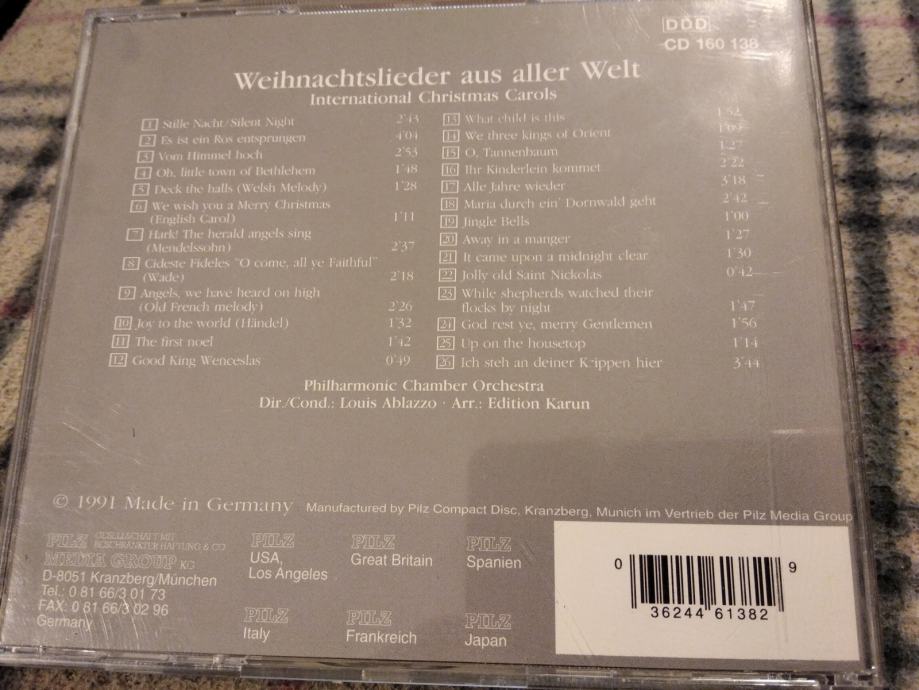 DDD
CD 160 138
Weihnachtslieder aus aller Welt
International Christmas Carols
1 Stille Nacht/Silent Night 2'43
2 Es ist ein Ros entsprungen 4'04
3 Vom Himmel hoch 2'53
4 Oh, little town of Bethlehem 1'48
5 Deck the halls (Welsh Melody) 1'28
6 We wish you a Merry Christmas
(English Carol) 1'11
7 Hark! The herald angels sing
(Mendelssohn) 2'37
8 Cideste Fideles "O come, all ye Faithful"
(Wade) 2'18
9 Angels, we have heard on high
(Old French melody) 2'26
10 Joy to the world (Händel) 1'32
11 The first noel 1'42
12 Good King Wenceslas 0'49
13 What child is this 1'52
14 We three kings of Orient 1'09
15 O, Tannenbaum 1'27
16 Ihr Kinderlein kommet 2'22
17 Alle Jahre wieder 3'18
18 Maria durch ein' Dornwald geht 2'42
19 Jingle Bells 1'00
20 Away in a manger 1'27
21 It came upon a midnight clear 1'30
22 Jolly old Saint Nickolas 0'42
23 While shepherds watched their
flocks by night 1'47
24 God rest ye, merry Gentlemen 1'56
25 Up on the housetop 1'14
26 Ich steh an deiner Krippen hier 3'44
Philharmonic Chamber Orchestra
Dir./Cond.: Louis Ablazzo · Arr.: Edition Karun
© 1991 Made in Germany Manufactured by Pilz Compact Disc, Kranzberg, Munich im Vertrieb der Pilz Media Group
PILZ GESELLSCHAFT MIT
BESCHRÄNKTER HAFTUNG & CO
MEDIA GROUP KG
D-8051 Kranzberg/München
Tel.: 0 81 66/3 01 73
FAX: 0 81 66/3 02 96
Germany
PILZ
USA,
Los Angeles
PILZ
Great Britain
PILZ
Spanien
PILZ
Italy
PILZ
Frankreich
PILZ
Japan
0 36244 61382 9